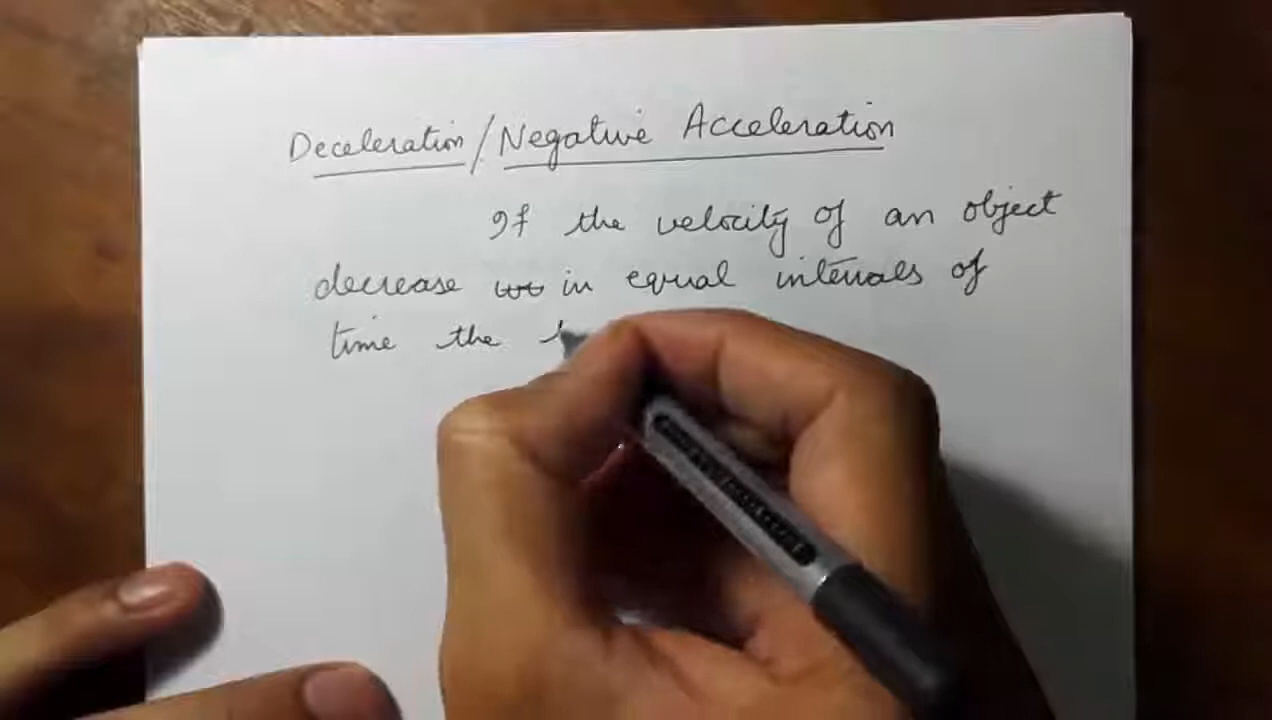 Deceleration/Negative Acceleration
If the velocity of an object
decrease in equal intervals of
time the